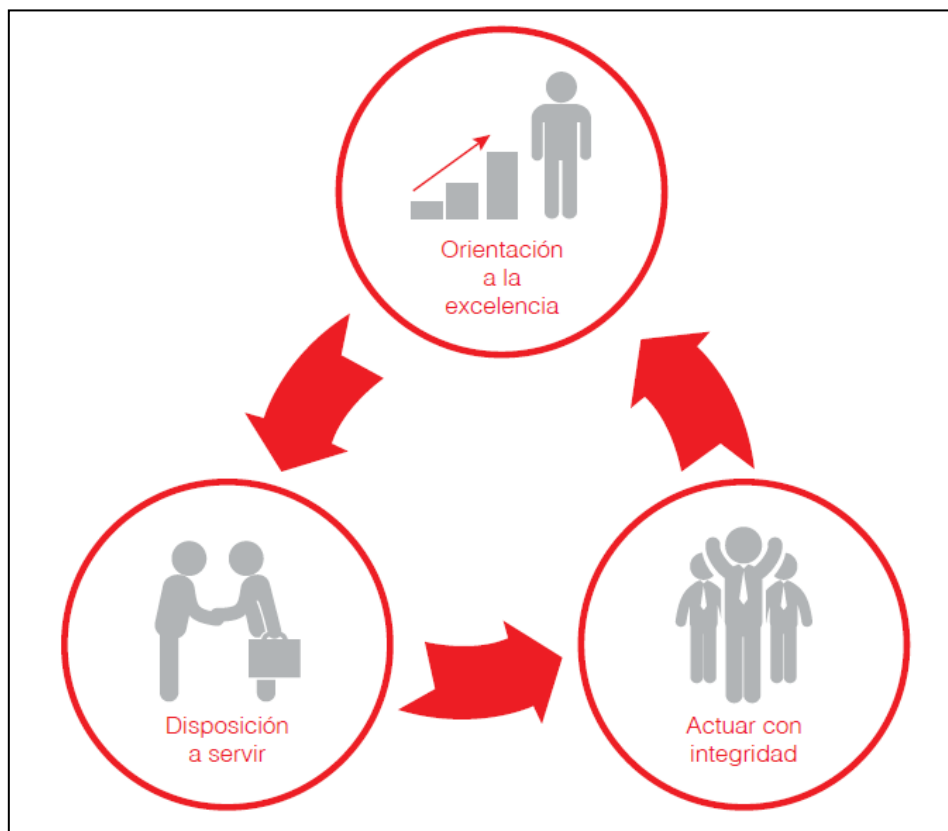 Orientación
a la
excelencia
Disposición
a servir
Actuar con
integridad